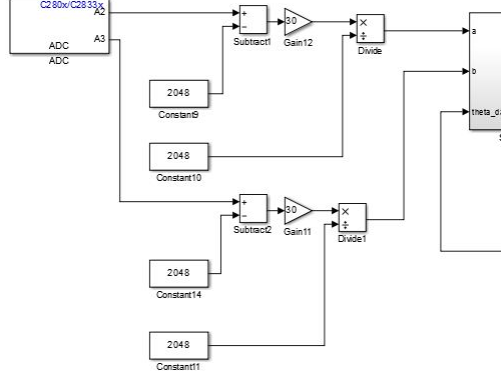 C280x/C2833x
A2
A3
ADC
ADC
+
−
Subtract1
30
Gain12
×
÷
Divide
a
b
2048
Constant9
2048
Constant10
+
−
Subtract2
30
Gain11
×
÷
Divide1
2048
Constant14
2048
Constant11